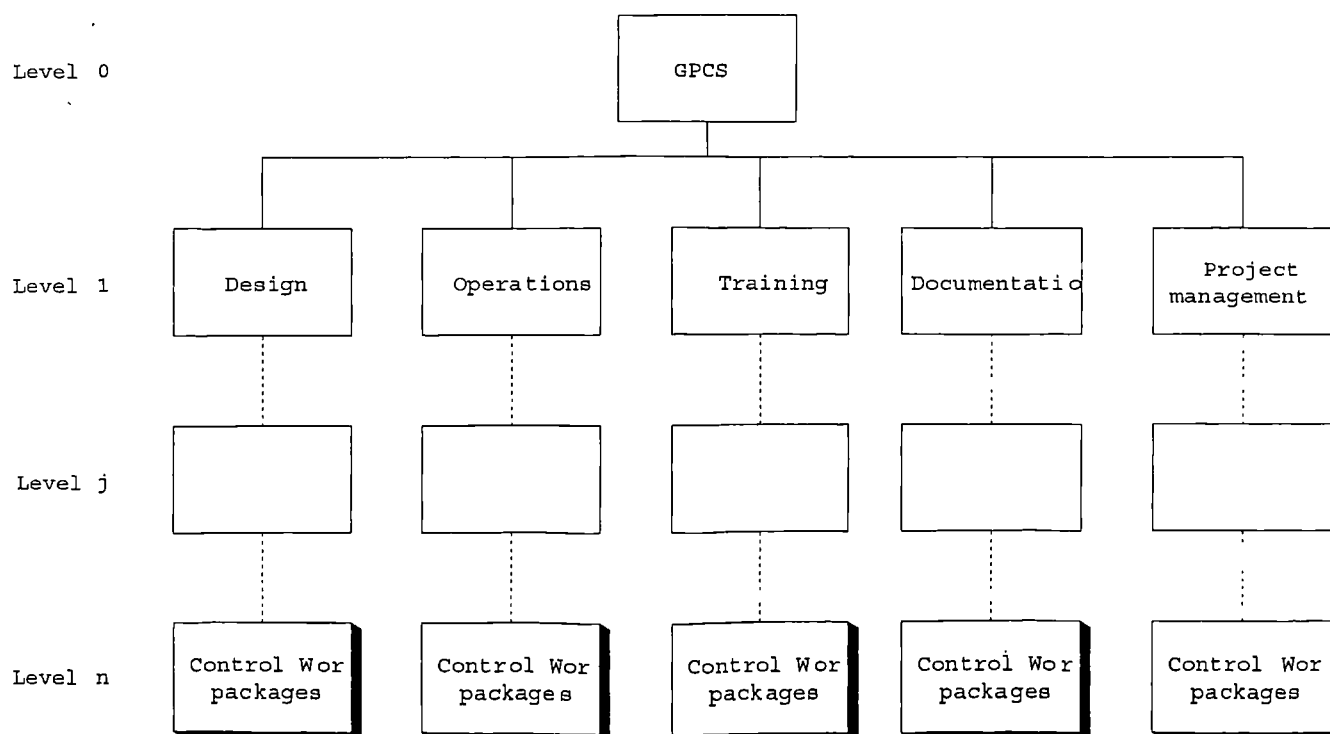 Level 0
GPCS
Level 1
Design
Operations
Training
Documentatio
Project
management
Level j
Level n
Control Wor
packages
Control Wor
packages
Control Wor
packages
Control Wor
packages
Control Wor
packages